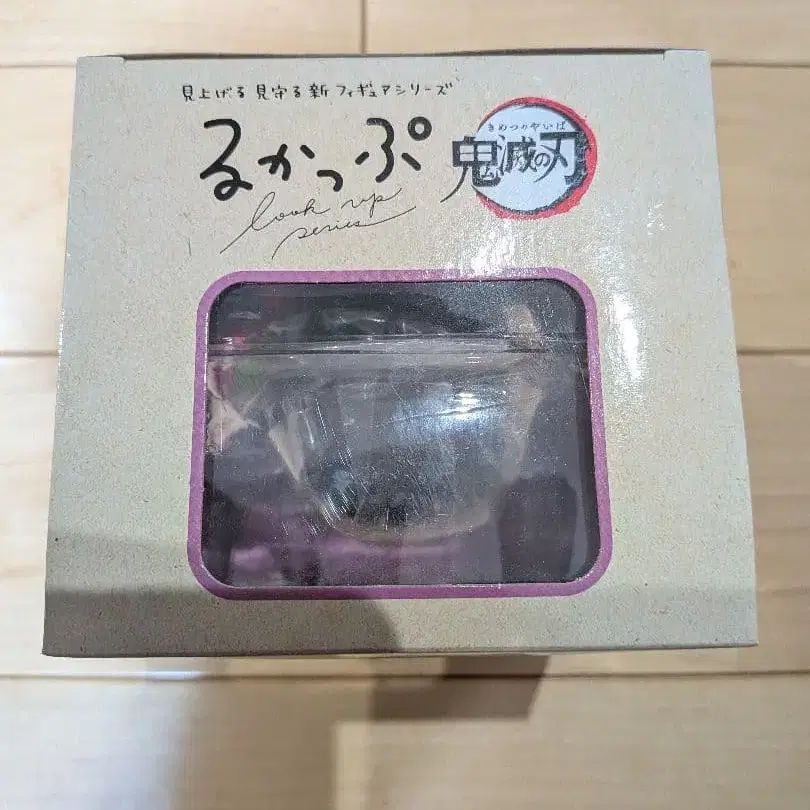 見上げる 見守る 新 フィギュアシリーズ
るかっぷ
look up
series
きめつのやいば
鬼滅の刃